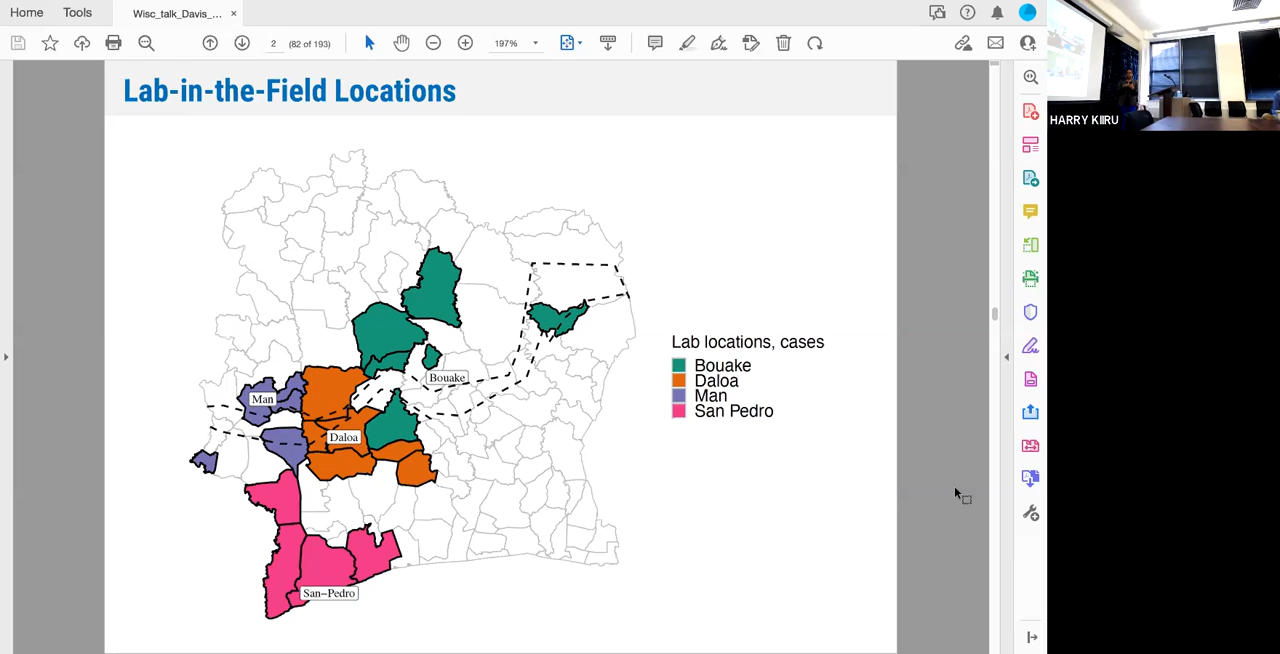 Home
Tools
Wisc_talk_Davis_...
×
2
(82 of 193)
197%
HARRY KIIRU
Lab-in-the-Field Locations
Lab locations, cases
Bouake
Daloa
Man
San Pedro
Bouake
Man
Daloa
San-Pedro